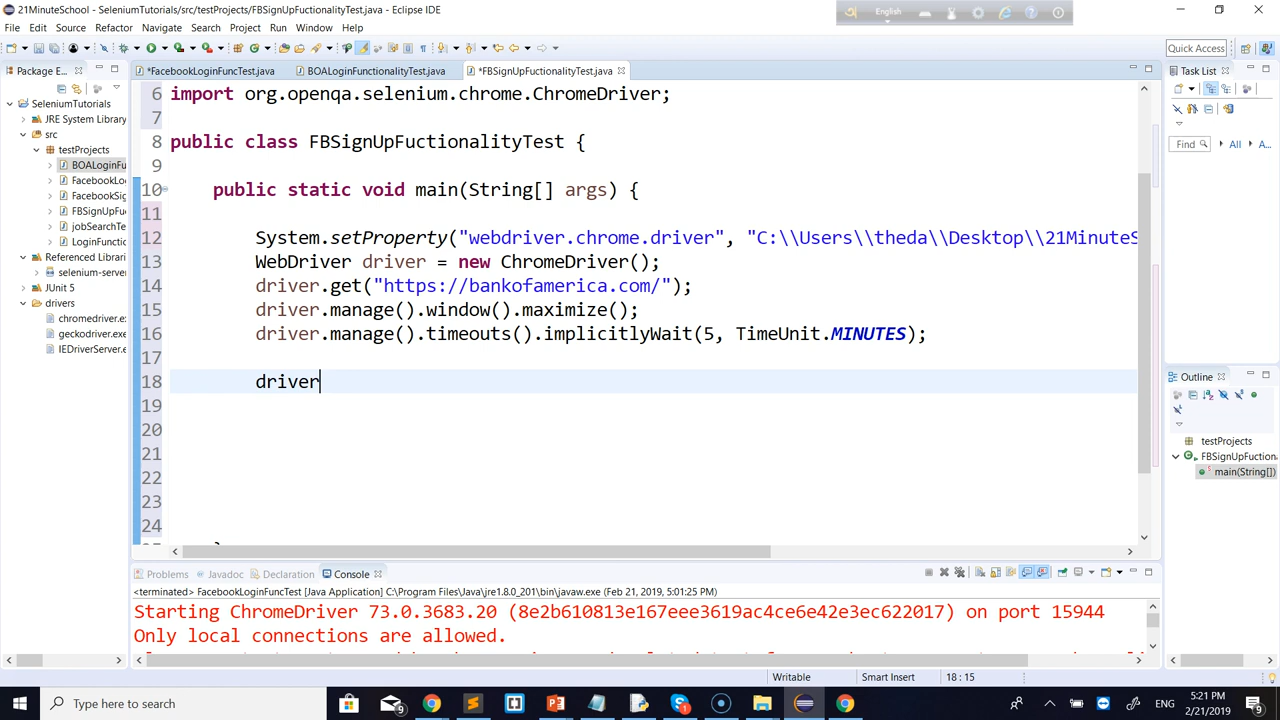 21MinuteSchool - SeleniumTutorials/src/testProjects/FBSignUpFuctionalityTest.java - Eclipse IDE
English
File Edit Source Refactor Navigate Search Project Run Window Help
Quick Access
Package E...
*FacebookLoginFuncTest.java
BOALoginFunctionalityTest.java
*FBSignUpFuctionalityTest.java
Task List
SeleniumTutorials
JRE System Library
src
testProjects
BOALoginFu
FacebookLo
FacebookSig
FBSignUpFu
jobSearchTe
LoginFunctic
Referenced Librari
selenium-server
JUnit 5
drivers
chromedriver.ex
geckodriver.exe
IEDriverServer.e
6 import org.openqa.selenium.chrome.ChromeDriver;
7
8 public class FBSignUpFuctionalityTest {
9
10 public static void main(String[] args) {
11
12 System.setProperty("webdriver.chrome.driver", "C:\\Users\\theda\\Desktop\\21MinuteS
13 WebDriver driver = new ChromeDriver();
14 driver.get("https://bankofamerica.com/");
15 driver.manage().window().maximize();
16 driver.manage().timeouts().implicitlyWait(5, TimeUnit.MINUTES);
17
18 driver
19
20
21
22
23
24
25 }
Find All A...
Outline
testProjects
FBSignUpFuction
main(String[])
Problems Javadoc Declaration Console
<terminated> FacebookLoginFuncTest [Java Application] C:\Program Files\Java\jre1.8.0_201\bin\javaw.exe (Feb 21, 2019, 5:01:25 PM)
Starting ChromeDriver 73.0.3683.20 (8e2b610813e167eee3619ac4ce6e42e3ec622017) on port 15944
Only local connections are allowed.
Writable Smart Insert 18 : 15
Type here to search
9
ENG
5:21 PM
2/21/2019
9